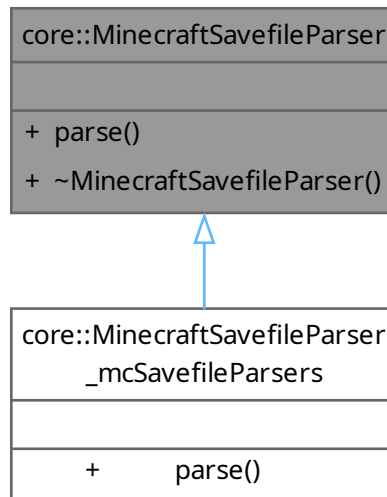 core::MinecraftSavefileParser
+ parse()
+ ~MinecraftSavefileParser()
core::MinecraftSavefileParser
_mcSavefileParsers
+ parse()